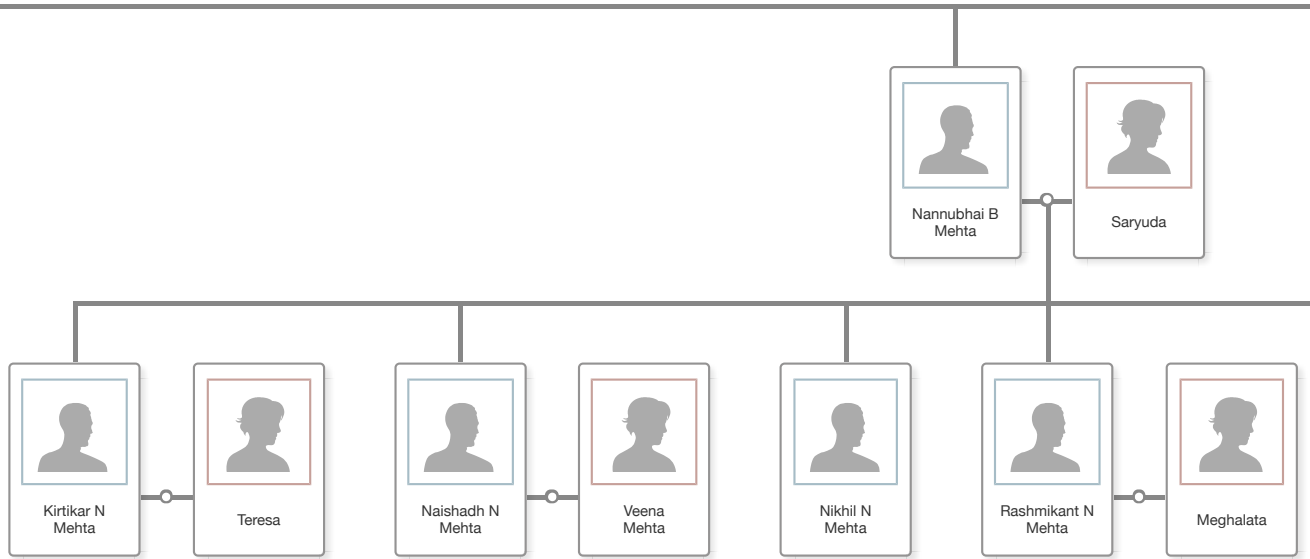 Nannubhai B
Mehta
Saryuda
Kirtikar N
Mehta
Teresa
Naishadh N
Mehta
Veena
Mehta
Nikhil N
Mehta
Rashmikant N
Mehta
Meghalata